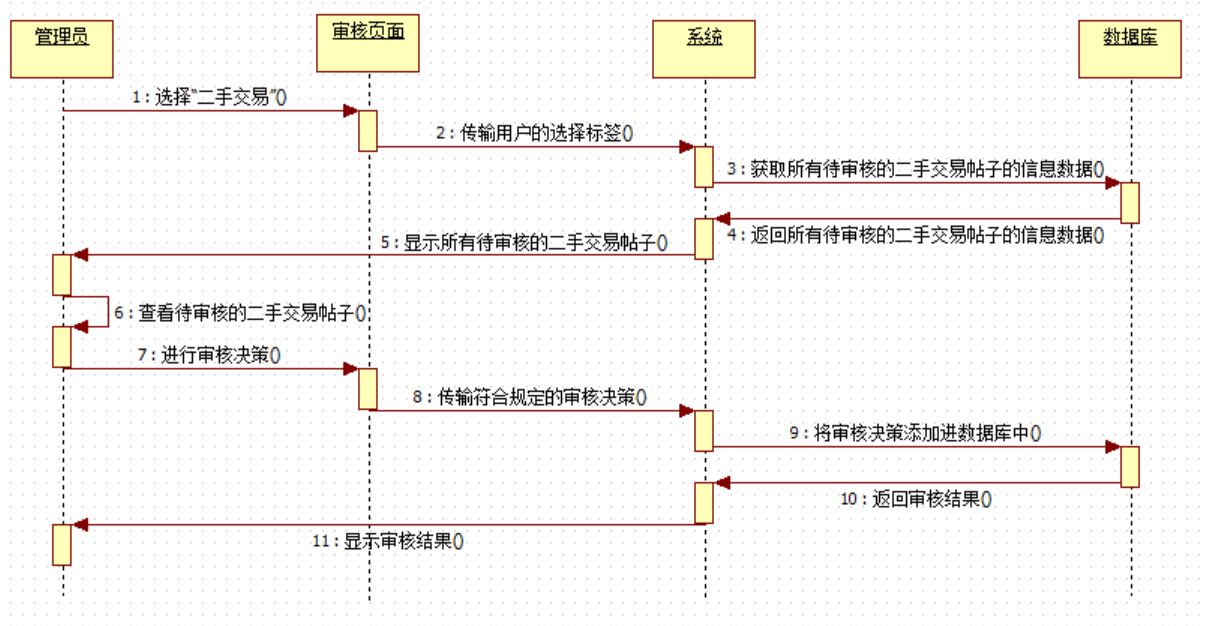 管理员
审核页面
系统
数据库
1：选择“二手交易”()
2：传输用户的选择标签()
3：获取所有待审核的二手交易帖子的信息数据()
4：返回所有待审核的二手交易帖子的信息数据()
5：显示所有待审核的二手交易帖子()
6：查看待审核的二手交易帖子()
7：进行审核决策()
8：传输符合规定的审核决策()
9：将审核决策添加进数据库中()
10：返回审核结果()
11：显示审核结果()